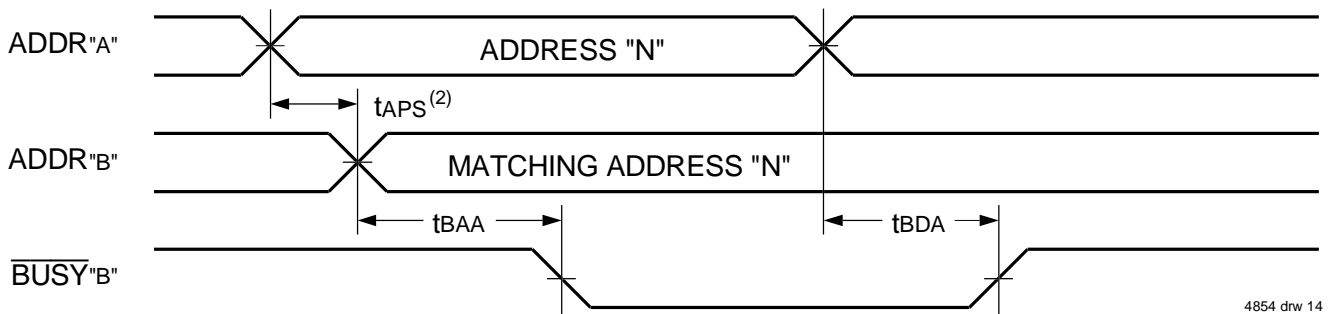 ADDR"A"
ADDRESS "N"
tAPS(2)
ADDR"B"
MATCHING ADDRESS "N"
tBAA
tBDA
BUSY"B"
4854 drw 14